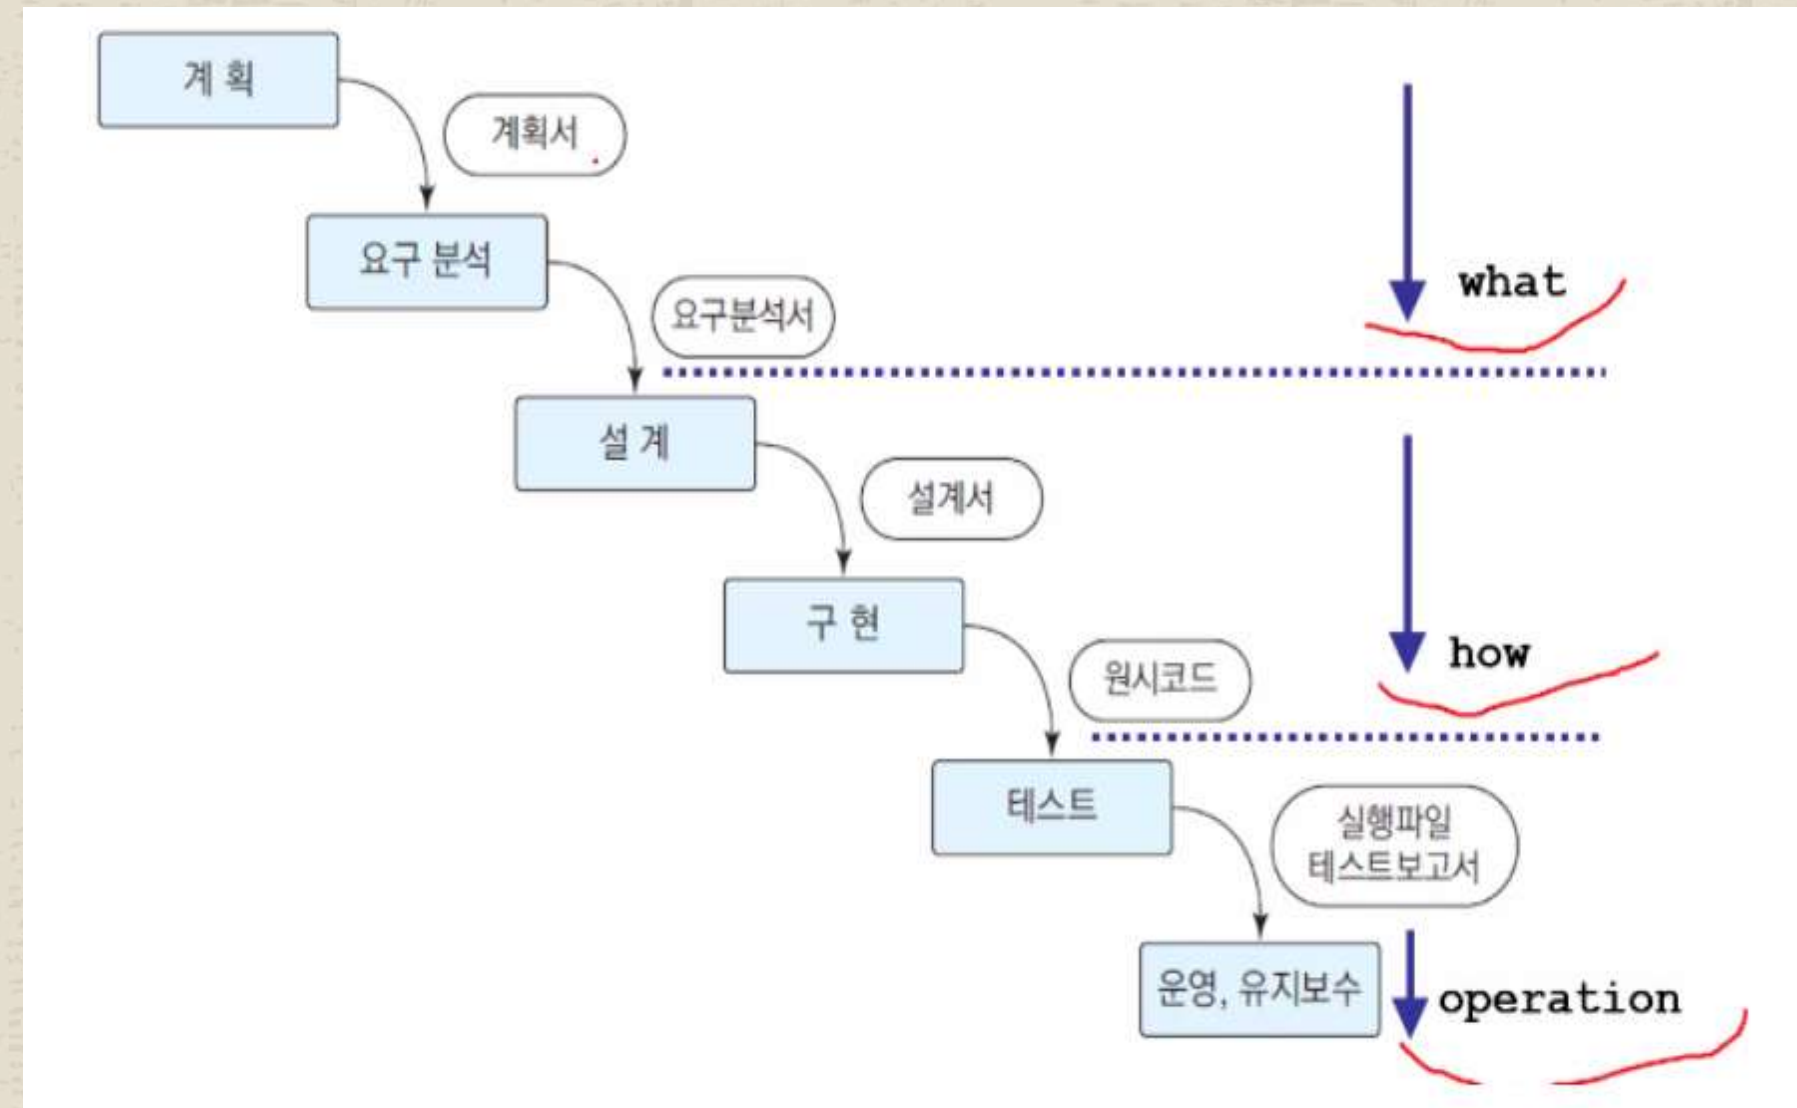 계 획
계획서
요구 분석
what
요구분석서
설 계
설계서
구 현
how
원시코드
테스트
실행파일
테스트보고서
운영, 유지보수
operation